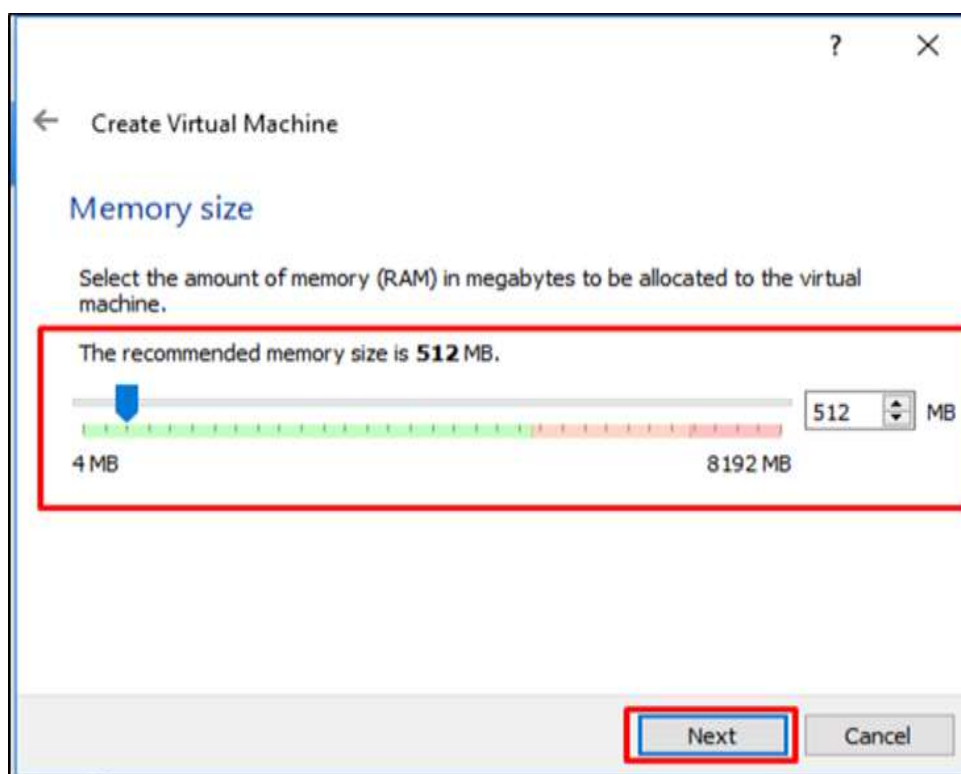 ?
Create Virtual Machine
Memory size
Select the amount of memory (RAM) in megabytes to be allocated to the virtual
machine.
The recommended memory size is 512 MB.
512 MB
4 MB 8192 MB
Next Cancel